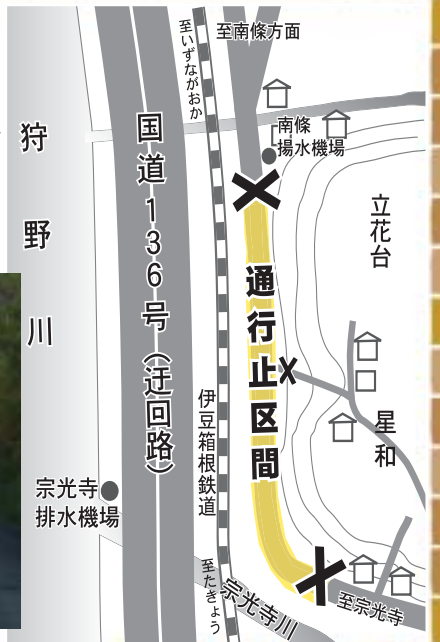 至いずながおか
至南條方面
南條
揚水機場
狩野川
国道136号（迂回路）
立花台
通行止区間
伊豆箱根鉄道
星和
宗光寺
排水機場
至たきょう
宗光寺川
至宗光寺